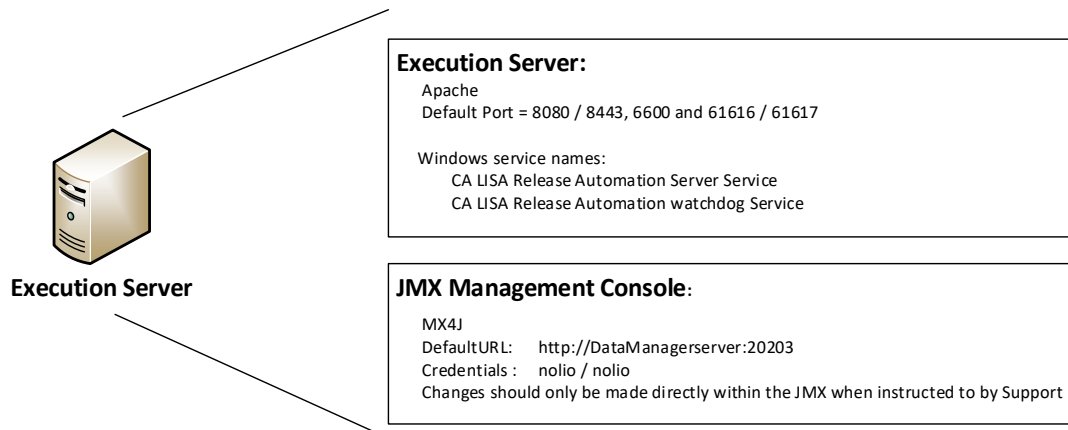 Execution Server:
Apache
Default Port = 8080 / 8443, 6600 and 61616 / 61617
Windows service names:
CA LISA Release Automation Server Service
CA LISA Release Automation watchdog Service
Execution Server
JMX Management Console:
MX4J
DefaultURL: http://DataManagerserver:20203
Credentials : nolio / nolio
Changes should only be made directly within the JMX when instructed to by Support